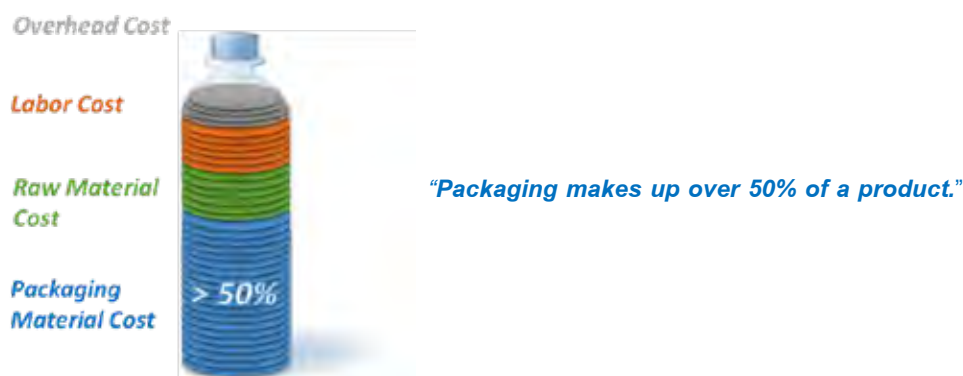 Overhead Cost
Labor Cost
Raw Material
Cost
“Packaging makes up over 50% of a product.”
Packaging
Material Cost
> 50%